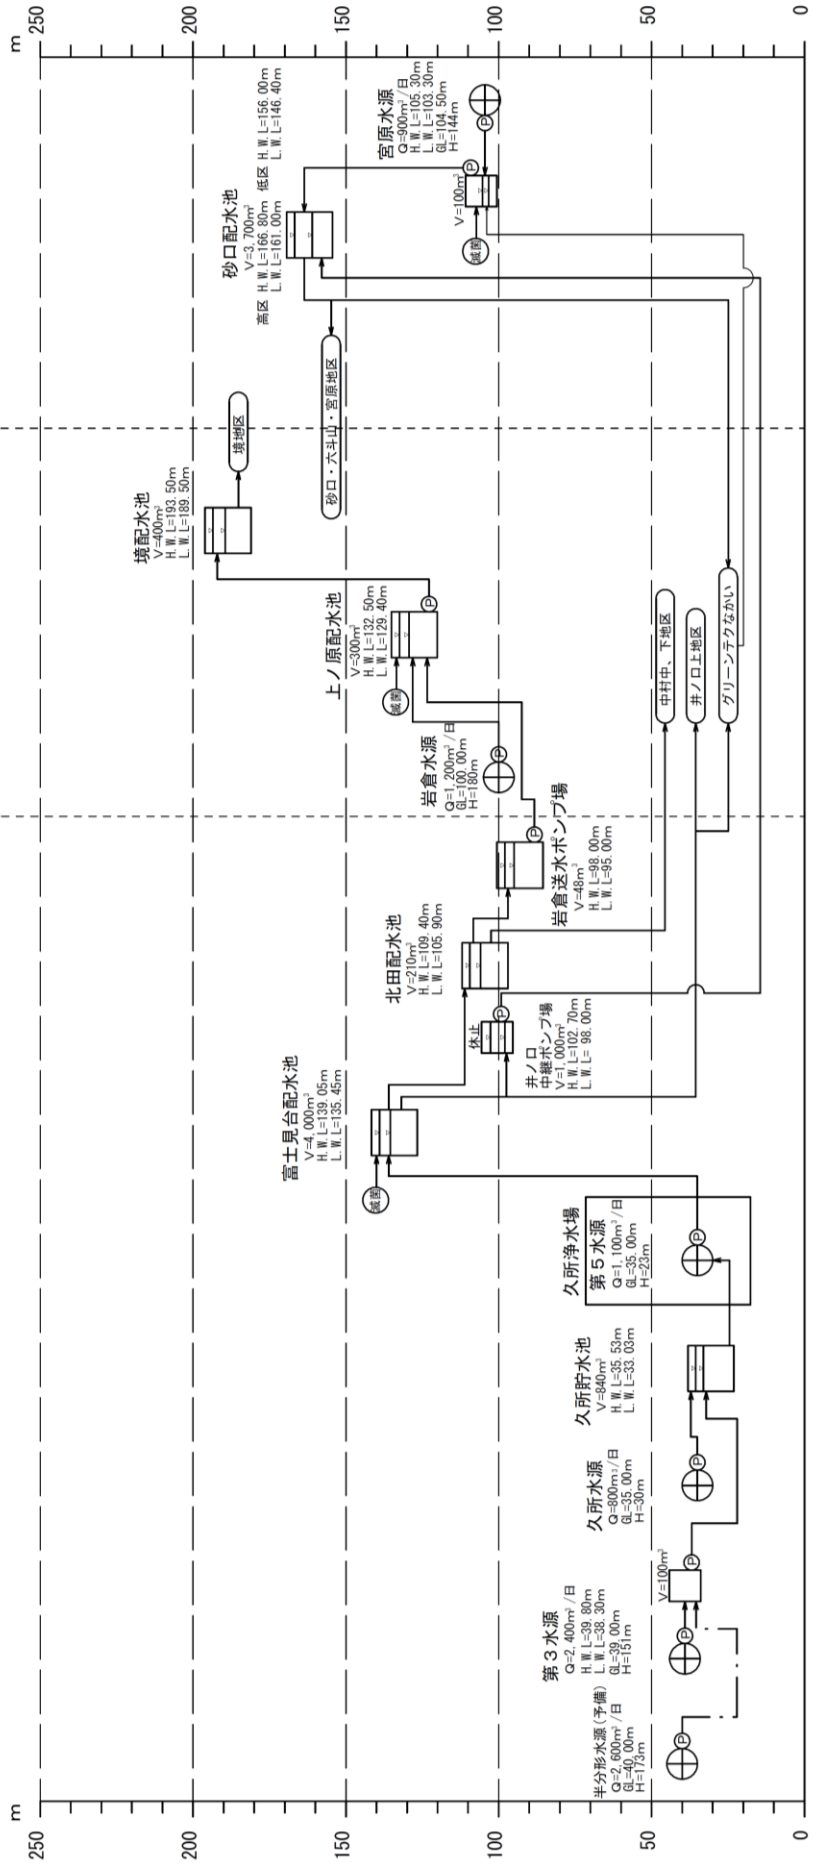 m
250
200
150
100
50
0
半分形水源(予備)
Q=2,600m³/日
GL=40.00m
H=173m
P
第3水源
Q=2,400m³/日
H.W.L=39.80m
L.W.L=38.30m
GL=39.00m
H=151m
P
V=100m³
P
久所水源
Q=800m³/日
GL=35.00m
H=30m
P
久所貯水池
V=840m³
H.W.L=35.53m
L.W.L=33.03m
久所浄水場
第5水源
Q=1,100m³/日
GL=35.00m
H=23m
P
滅菌
富士見台配水池
V=4,000m³
H.W.L=139.05m
L.W.L=135.45m
休止
P
井ノ口
中継ポンプ場
V=1,000m³
H.W.L=102.70m
L.W.L= 98.00m
北田配水池
V=210m³
H.W.L=109.40m
L.W.L=105.90m
P
岩倉送水ポンプ場
V=48m³
H.W.L=98.00m
L.W.L=95.00m
岩倉水源
Q=1,200m³/日
GL=100.00m
H=180m
P
滅菌
上ノ原配水池
V=300m³
H.W.L=132.50m
L.W.L=129.40m
P
境配水池
V=400m³
H.W.L=193.50m
L.W.L=189.50m
境地区
砂口・六斗山・宮原地区
中村中、下地区
井ノ口上地区
グリーンテクなかい
砂口配水池
V=3,700m³
高区 H.W.L=166.80m 低区 H.W.L=156.00m
L.W.L=161.00m L.W.L=146.40m
滅菌
V=100m³
P
宮原水源
Q=900m³/日
H.W.L=105.30m
L.W.L=103.30m
GL=104.50m
H=144m
P
m
250
200
150
100
50
0